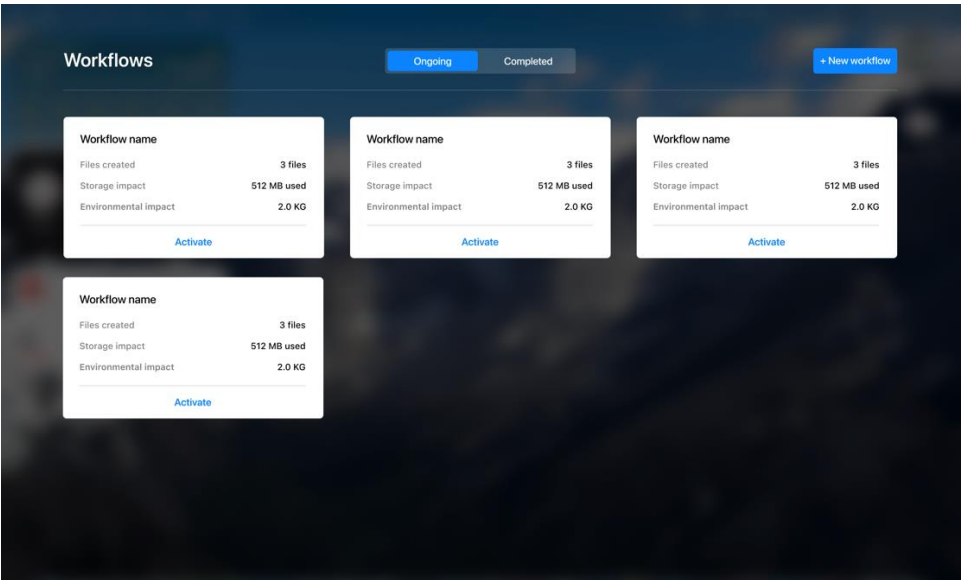 Workflows
Ongoing
Completed
+ New workflow
Workflow name
Files created 3 files
Storage impact 512 MB used
Environmental impact 2.0 KG
Activate
Workflow name
Files created 3 files
Storage impact 512 MB used
Environmental impact 2.0 KG
Activate
Workflow name
Files created 3 files
Storage impact 512 MB used
Environmental impact 2.0 KG
Activate
Workflow name
Files created 3 files
Storage impact 512 MB used
Environmental impact 2.0 KG
Activate